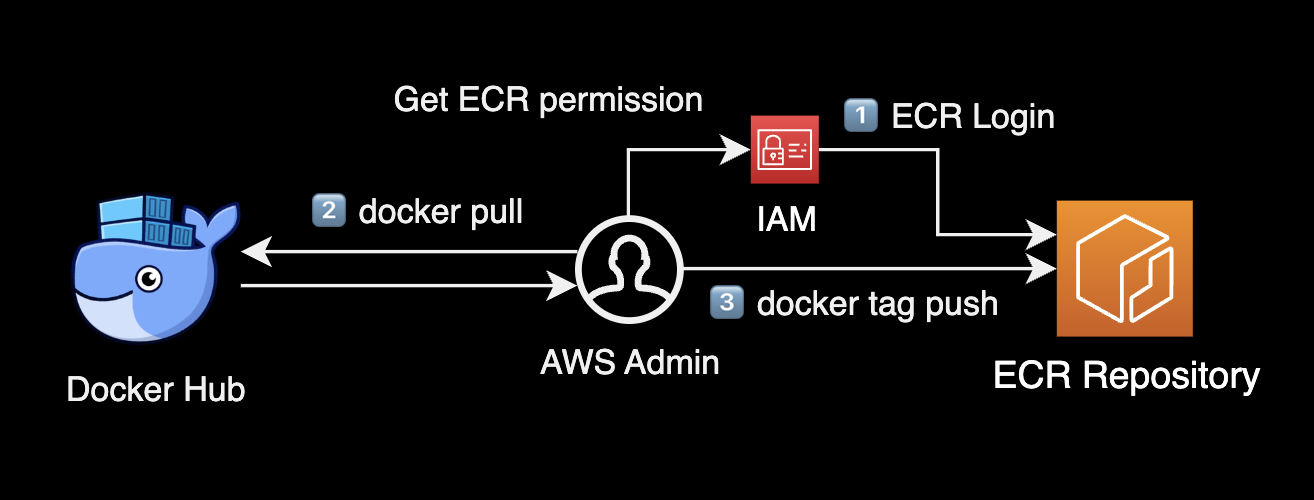 Get ECR permission
1 ECR Login
2 docker pull
IAM
3 docker tag push
AWS Admin
Docker Hub
ECR Repository